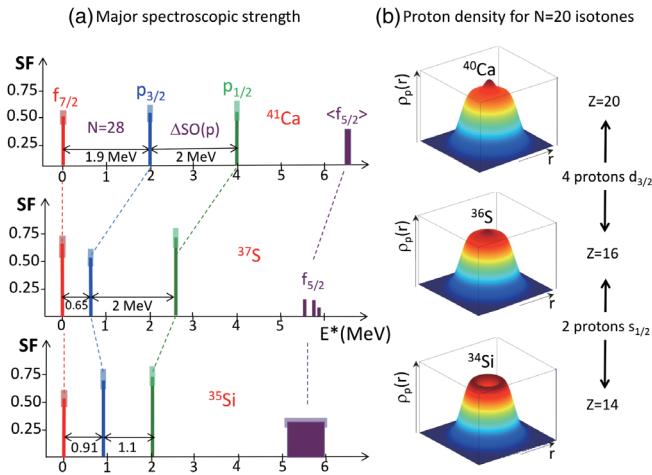 (a) Major spectroscopic strength
SF
0.75
0.50
0.25
f7/2
p3/2
p1/2
N=28
ΔSO(p)
41Ca
<f5/2>
1.9 MeV
2 MeV
0 1 2 3 4 5 6
SF
0.75
0.50
0.25
37S
f5/2
0.65
2 MeV
0 1 2 3 4 5 6
E*(MeV)
SF
0.75
0.50
0.25
35Si
0.91
1.1
0 1 2 3 4 5 6
(b) Proton density for N=20 isotones
ρp(r)
40Ca
r
Z=20
4 protons d3/2
ρp(r)
36S
r
Z=16
2 protons s1/2
ρp(r)
34Si
r
Z=14